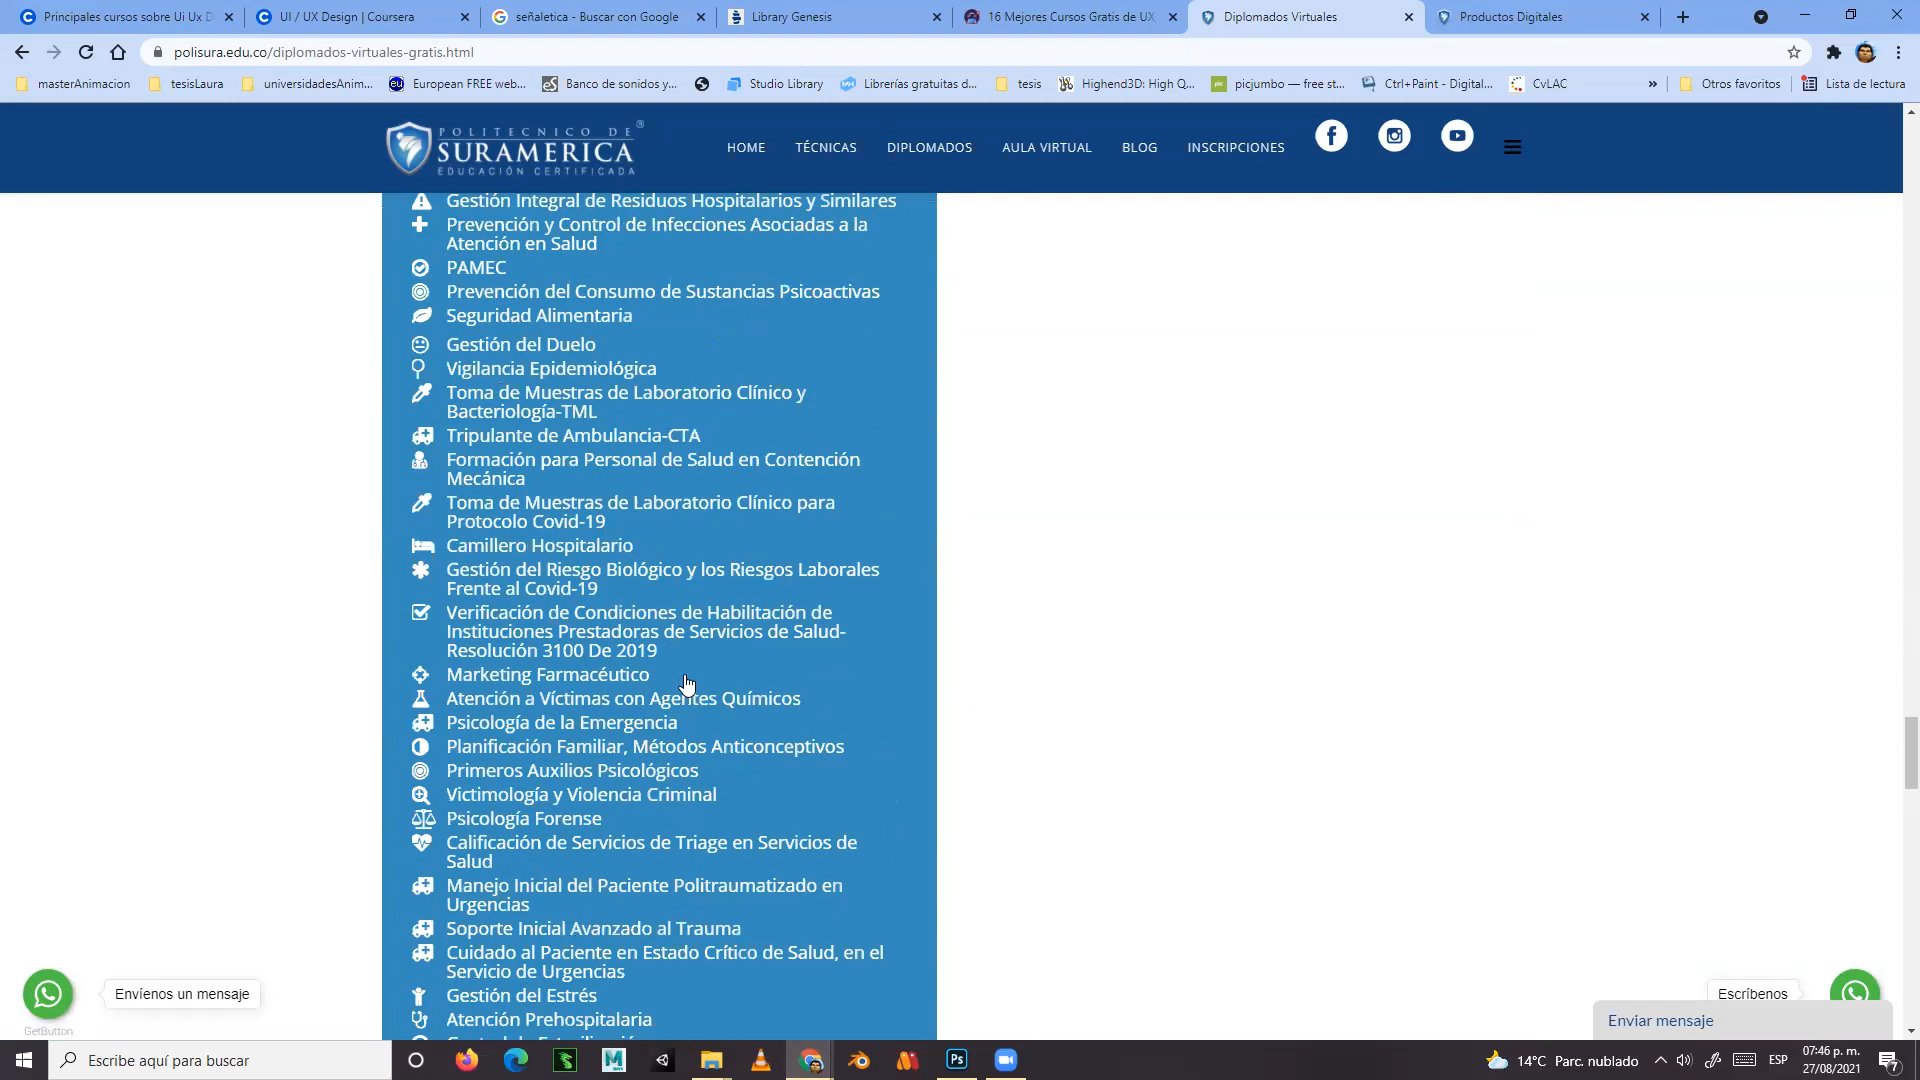 Principales cursos sobre Ui Ux D
UI / UX Design | Coursera
señaletica - Buscar con Google
Library Genesis
16 Mejores Cursos Gratis de UX
Diplomados Virtuales
Productos Digitales
polisura.edu.co/diplomados-virtuales-gratis.html
masterAnimacion
tesisLaura
universidadesAnim...
European FREE web...
Banco de sonidos y...
Studio Library
Librerías gratuitas d...
tesis
Highend3D: High Q...
picjumbo — free st...
Ctrl+Paint - Digital...
CvLAC
Otros favoritos
Lista de lectura
POLITECNICO DE
SURAMERICA
EDUCACIÓN CERTIFICADA
HOME
TÉCNICAS
DIPLOMADOS
AULA VIRTUAL
BLOG
INSCRIPCIONES
Gestión Integral de Residuos Hospitalarios y Similares
Prevención y Control de Infecciones Asociadas a la
Atención en Salud
PAMEC
Prevención del Consumo de Sustancias Psicoactivas
Seguridad Alimentaria
Gestión del Duelo
Vigilancia Epidemiológica
Toma de Muestras de Laboratorio Clínico y
Bacteriología-TML
Tripulante de Ambulancia-CTA
Formación para Personal de Salud en Contención
Mecánica
Toma de Muestras de Laboratorio Clínico para
Protocolo Covid-19
Camillero Hospitalario
Gestión del Riesgo Biológico y los Riesgos Laborales
Frente al Covid-19
Verificación de Condiciones de Habilitación de
Instituciones Prestadoras de Servicios de Salud-
Resolución 3100 De 2019
Marketing Farmacéutico
Atención a Víctimas con Agentes Químicos
Psicología de la Emergencia
Planificación Familiar, Métodos Anticonceptivos
Primeros Auxilios Psicológicos
Victimología y Violencia Criminal
Psicología Forense
Calificación de Servicios de Triage en Servicios de
Salud
Manejo Inicial del Paciente Politraumatizado en
Urgencias
Soporte Inicial Avanzado al Trauma
Cuidado al Paciente en Estado Crítico de Salud, en el
Servicio de Urgencias
Gestión del Estrés
Atención Prehospitalaria
Envíenos un mensaje
GetButton
Escríbenos
Enviar mensaje
Escribe aquí para buscar
Ps
14°C Parc. nublado
ESP
07:46 p. m.
27/08/2021
7